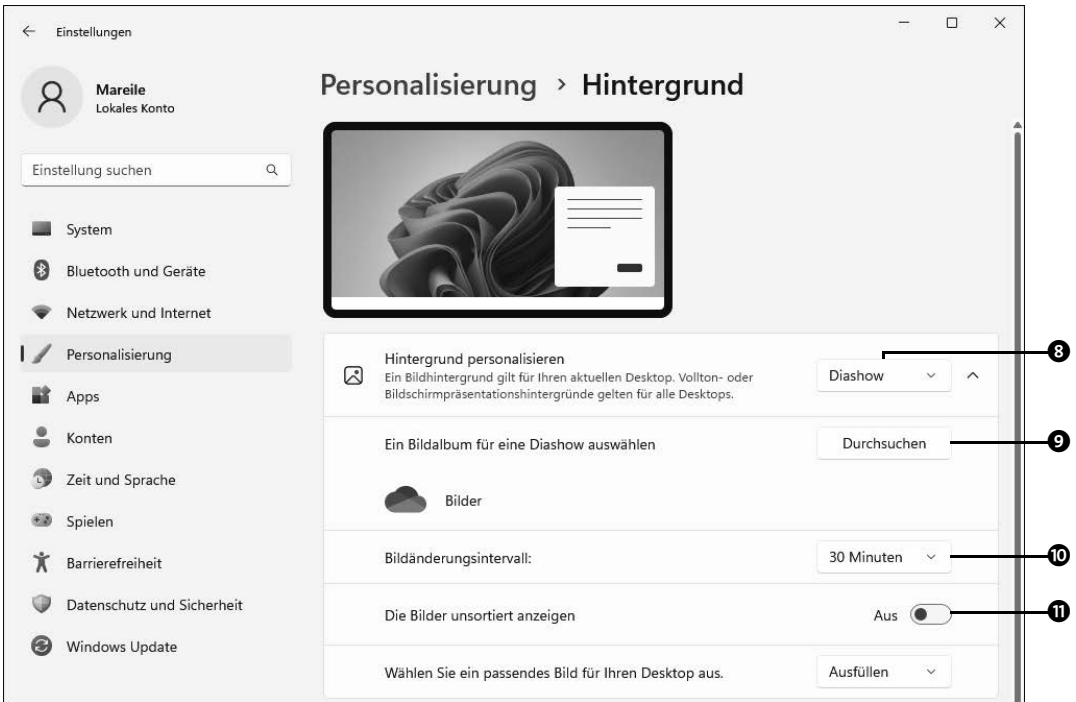 Einstellungen
Mareile
Lokales Konto
Einstellung suchen
System
Bluetooth und Geräte
Netzwerk und Internet
Personalisierung
Apps
Konten
Zeit und Sprache
Spielen
Barrierefreiheit
Datenschutz und Sicherheit
Windows Update
Personalisierung > Hintergrund
Hintergrund personalisieren
Ein Bildhintergrund gilt für Ihren aktuellen Desktop. Vollton- oder
Bildschirmpräsentationshintergründe gelten für alle Desktops.
Diashow
8
Ein Bildalbum für eine Diashow auswählen
Durchsuchen
9
Bilder
Bildänderungsintervall:
30 Minuten
10
Die Bilder unsortiert anzeigen
Aus
11
Wählen Sie ein passendes Bild für Ihren Desktop aus.
Ausfüllen